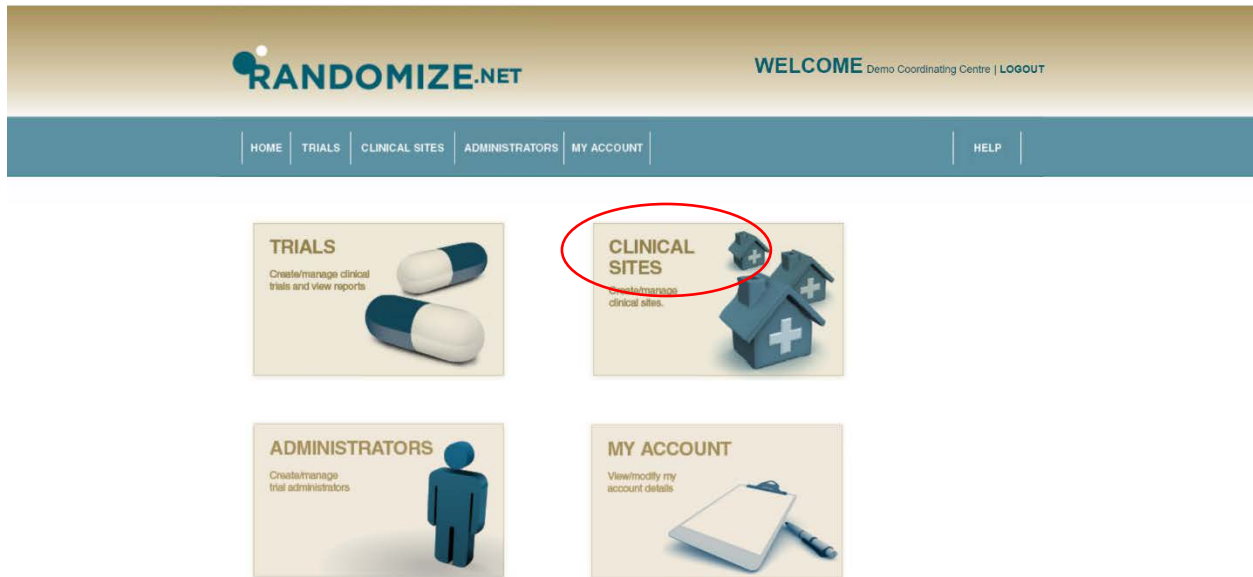 RANDOMIZE.NET
WELCOME Demo Coordinating Centre | LOGOUT
HOME TRIALS CLINICAL SITES ADMINISTRATORS MY ACCOUNT HELP
TRIALS
Create/manage clinical
trials and view reports
CLINICAL
SITES
Create/manage
clinical sites.
ADMINISTRATORS
Create/manage
trial administrators
MY ACCOUNT
View/modify my
account details